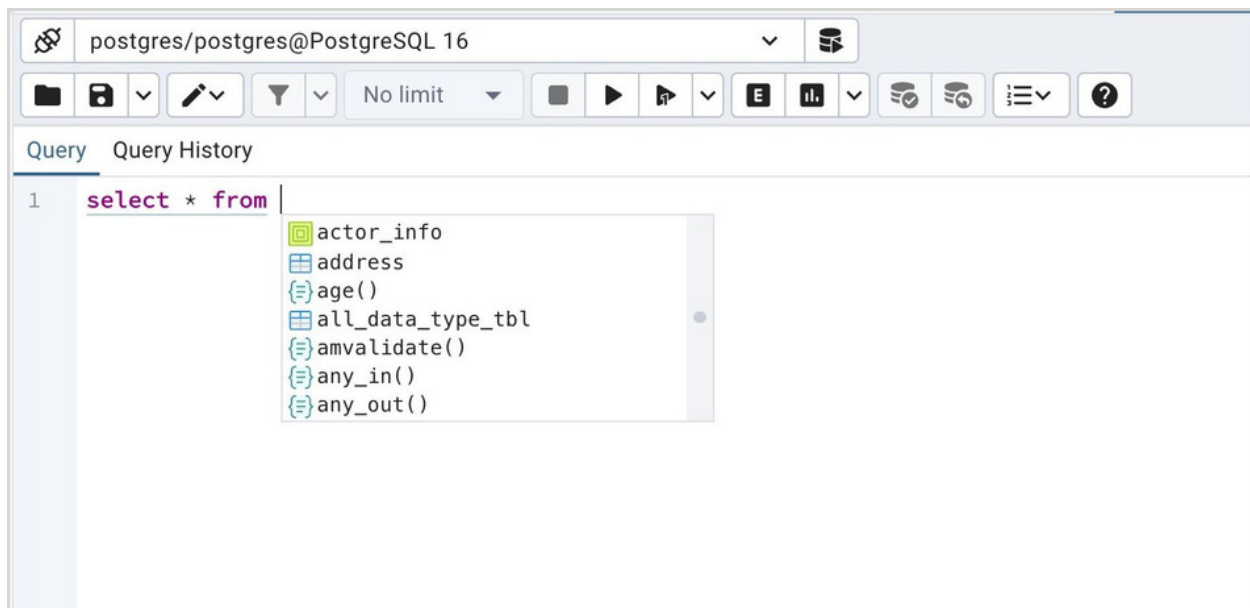 postgres/postgres@PostgreSQL 16
No limit
E
Query Query History
1 select * from
actor_info
address
age()
all_data_type_tbl
amvalidate()
any_in()
any_out()